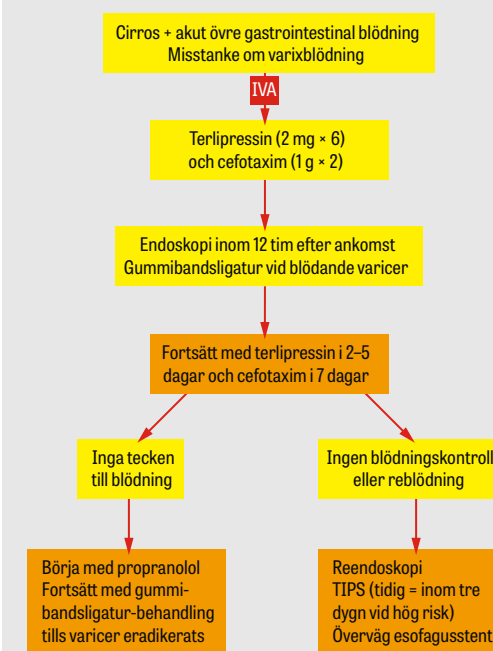 Cirros + akut övre gastrointestinal blödning
Misstanke om varixblödning
IVA
Terlipressin (2 mg × 6)
och cefotaxim (1 g × 2)
Endoskopi inom 12 tim efter ankomst
Gummibandsligatur vid blödande varicer
Fortsätt med terlipressin i 2–5
dagar och cefotaxim i 7 dagar
Inga tecken
till blödning
Ingen blödningskontroll
eller reblödning
Börja med propranolol
Fortsätt med gummi-
bandsligatur-behandling
tills varicer eradikerats
Reendoskopi
TIPS (tidig = inom tre
dygn vid hög risk)
Överväg esofagusstent